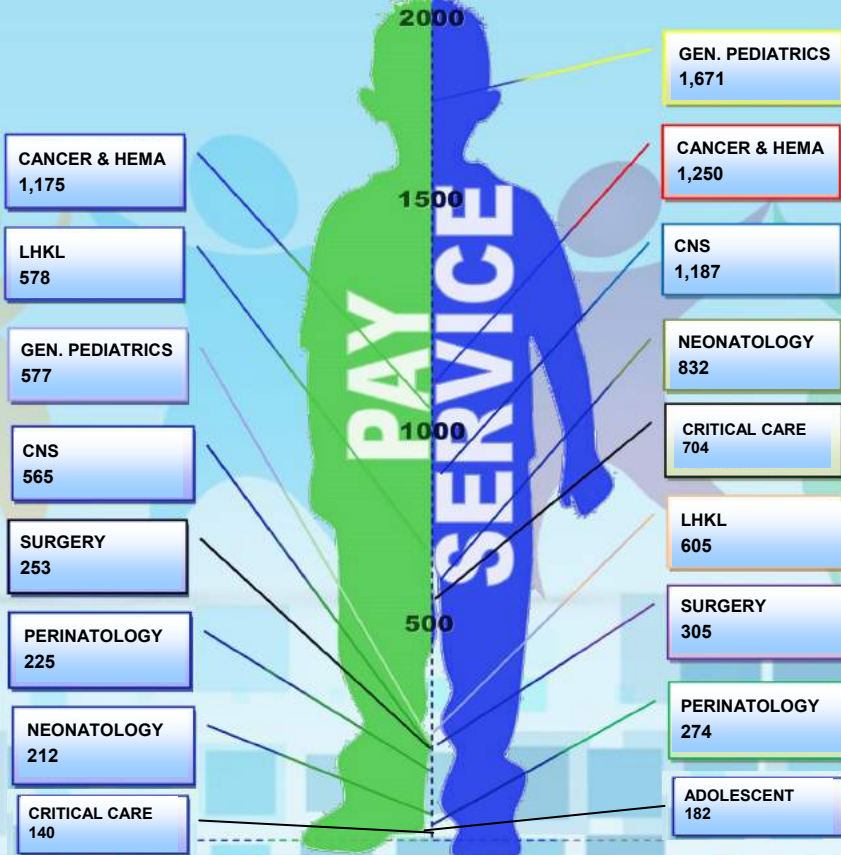 2000
1500
1000
500
PAY
SERVICE
CANCER & HEMA
1,175
LHKL
578
GEN. PEDIATRICS
577
CNS
565
SURGERY
253
PERINATOLOGY
225
NEONATOLOGY
212
CRITICAL CARE
140
GEN. PEDIATRICS
1,671
CANCER & HEMA
1,250
CNS
1,187
NEONATOLOGY
832
CRITICAL CARE
704
LHKL
605
SURGERY
305
PERINATOLOGY
274
ADOLESCENT
182